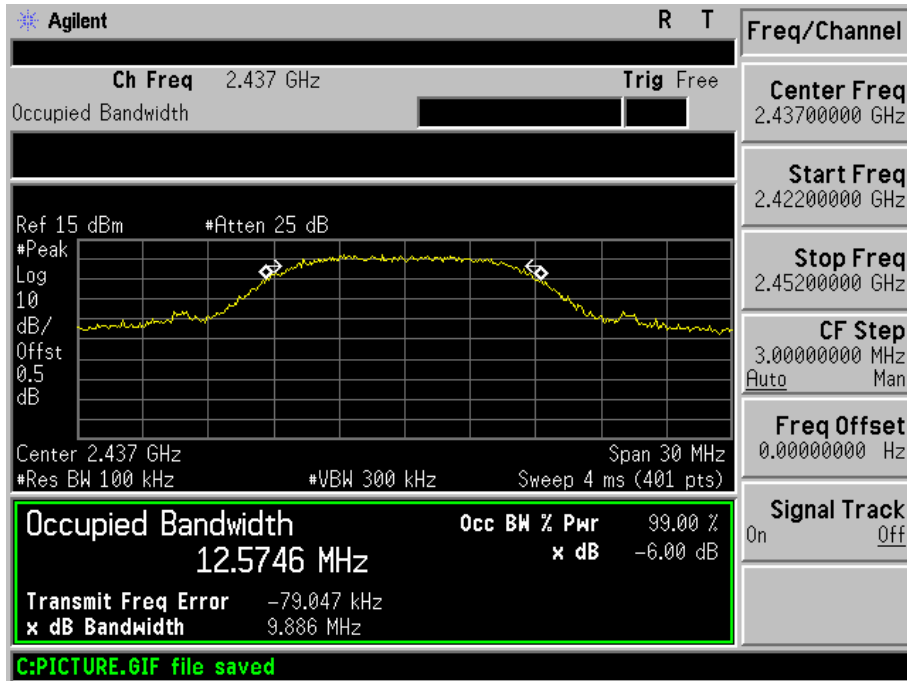 Agilent R T
Ch Freq 2.437 GHz Trig Free
Occupied Bandwidth
Ref 15 dBm #Atten 25 dB
#Peak
Log
10
dB/
Offst
0.5
dB
Center 2.437 GHz Span 30 MHz
#Res BW 100 kHz #VBW 300 kHz Sweep 4 ms (401 pts)
Occupied Bandwidth Occ BW % Pwr 99.00 %
12.5746 MHz x dB -6.00 dB
Transmit Freq Error -79.047 kHz
x dB Bandwidth 9.886 MHz
C:PICTURE.GIF file saved
Freq/Channel
Center Freq
2.43700000 GHz
Start Freq
2.42200000 GHz
Stop Freq
2.45200000 GHz
CF Step
3.00000000 MHz
Auto Man
Freq Offset
0.00000000 Hz
Signal Track
On Off